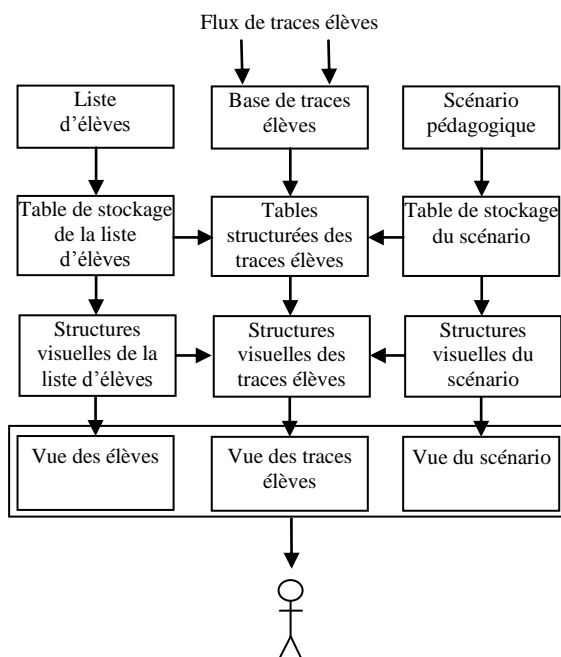 Flux de traces élèves
Liste
d'élèves
Base de traces
élèves
Scénario
pédagogique
Table de stockage
de la liste
d'élèves
Tables
structurées des
traces élèves
Table de stockage
du scénario
Structures
visuelles de la
liste d'élèves
Structures
visuelles des
traces élèves
Structures
visuelles du
scénario
Vue des élèves
Vue des traces
élèves
Vue du scénario